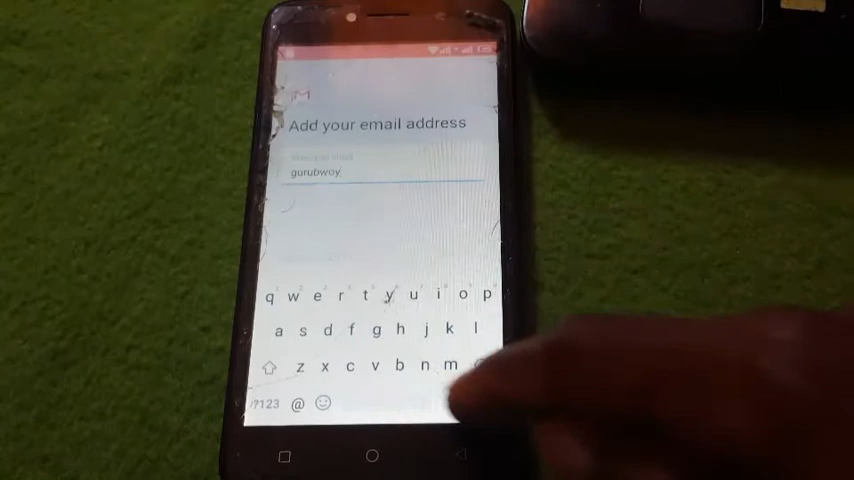 Add your email address
gurubwoy
q w e r t y u i o p
a s d f g h j k l
z x c v b n m
?123 @